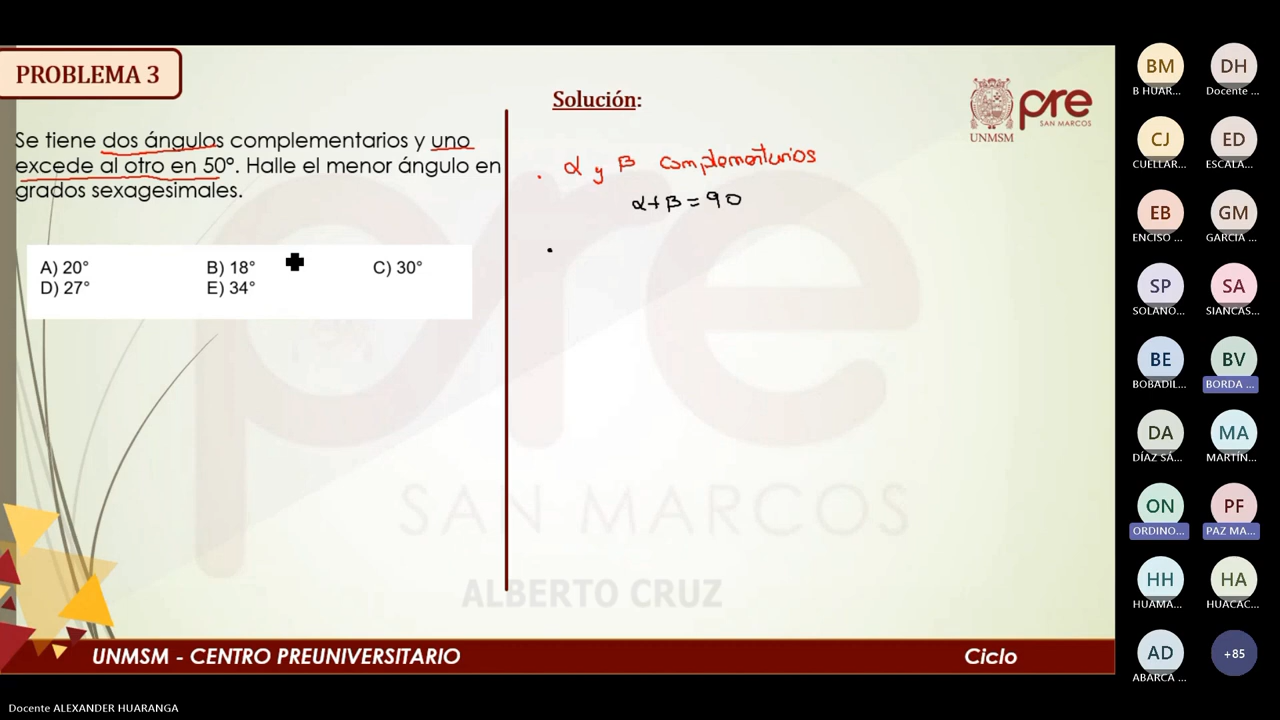 PROBLEMA 3
Se tiene dos ángulos complementarios y uno
excede al otro en 50°. Halle el menor ángulo en
grados sexagesimales.
A) 20° B) 18° C) 30°
D) 27° E) 34°
Solución:
α y β complementarios
α+β=90
UNMSM
pre
SAN MARCOS
pre
SAN MARCOS
ALBERTO CRUZ
UNMSM - CENTRO PREUNIVERSITARIO
Ciclo
BM DH
B HUAR... Docente ...
CJ ED
CUELLAR... ESCALA...
EB GM
ENCISO ... GARCIA ...
SP SA
SOLANO... SIANCAS...
BE BV
BOBADIL... BORDA ...
DA MA
DÍAZ SÁ... MARTÍN...
ON PF
ORDINO... PAZ MA...
HH HA
HUAMA... HUACAC...
AD +85
ABARCA ...
Docente ALEXANDER HUARANGA